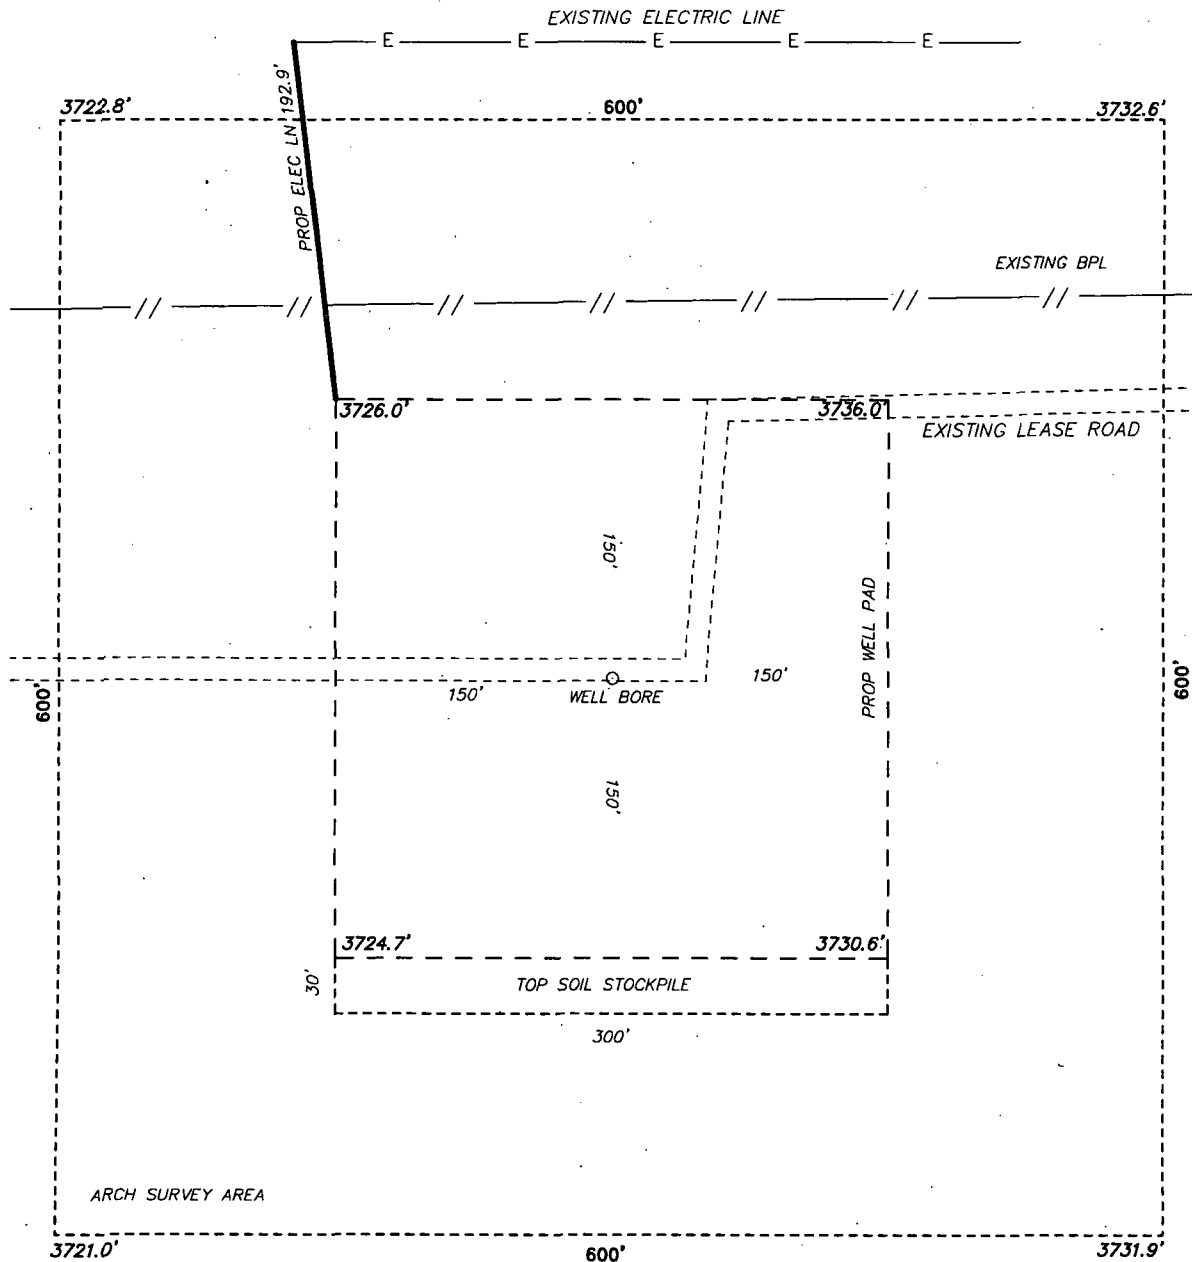 EXISTING ELECTRIC LINE
E E E E E
PROP ELEC LN 192.9'
3722.8'
600'
3732.6'
EXISTING BPL
3726.0'
3736.0'
EXISTING LEASE ROAD
150'
PROP WELL PAD
600'
150'
WELL BORE
150'
600'
150'
3724.7'
3730.6'
30'
TOP SOIL STOCKPILE
300'
ARCH SURVEY AREA
3721.0'
600'
3731.9'